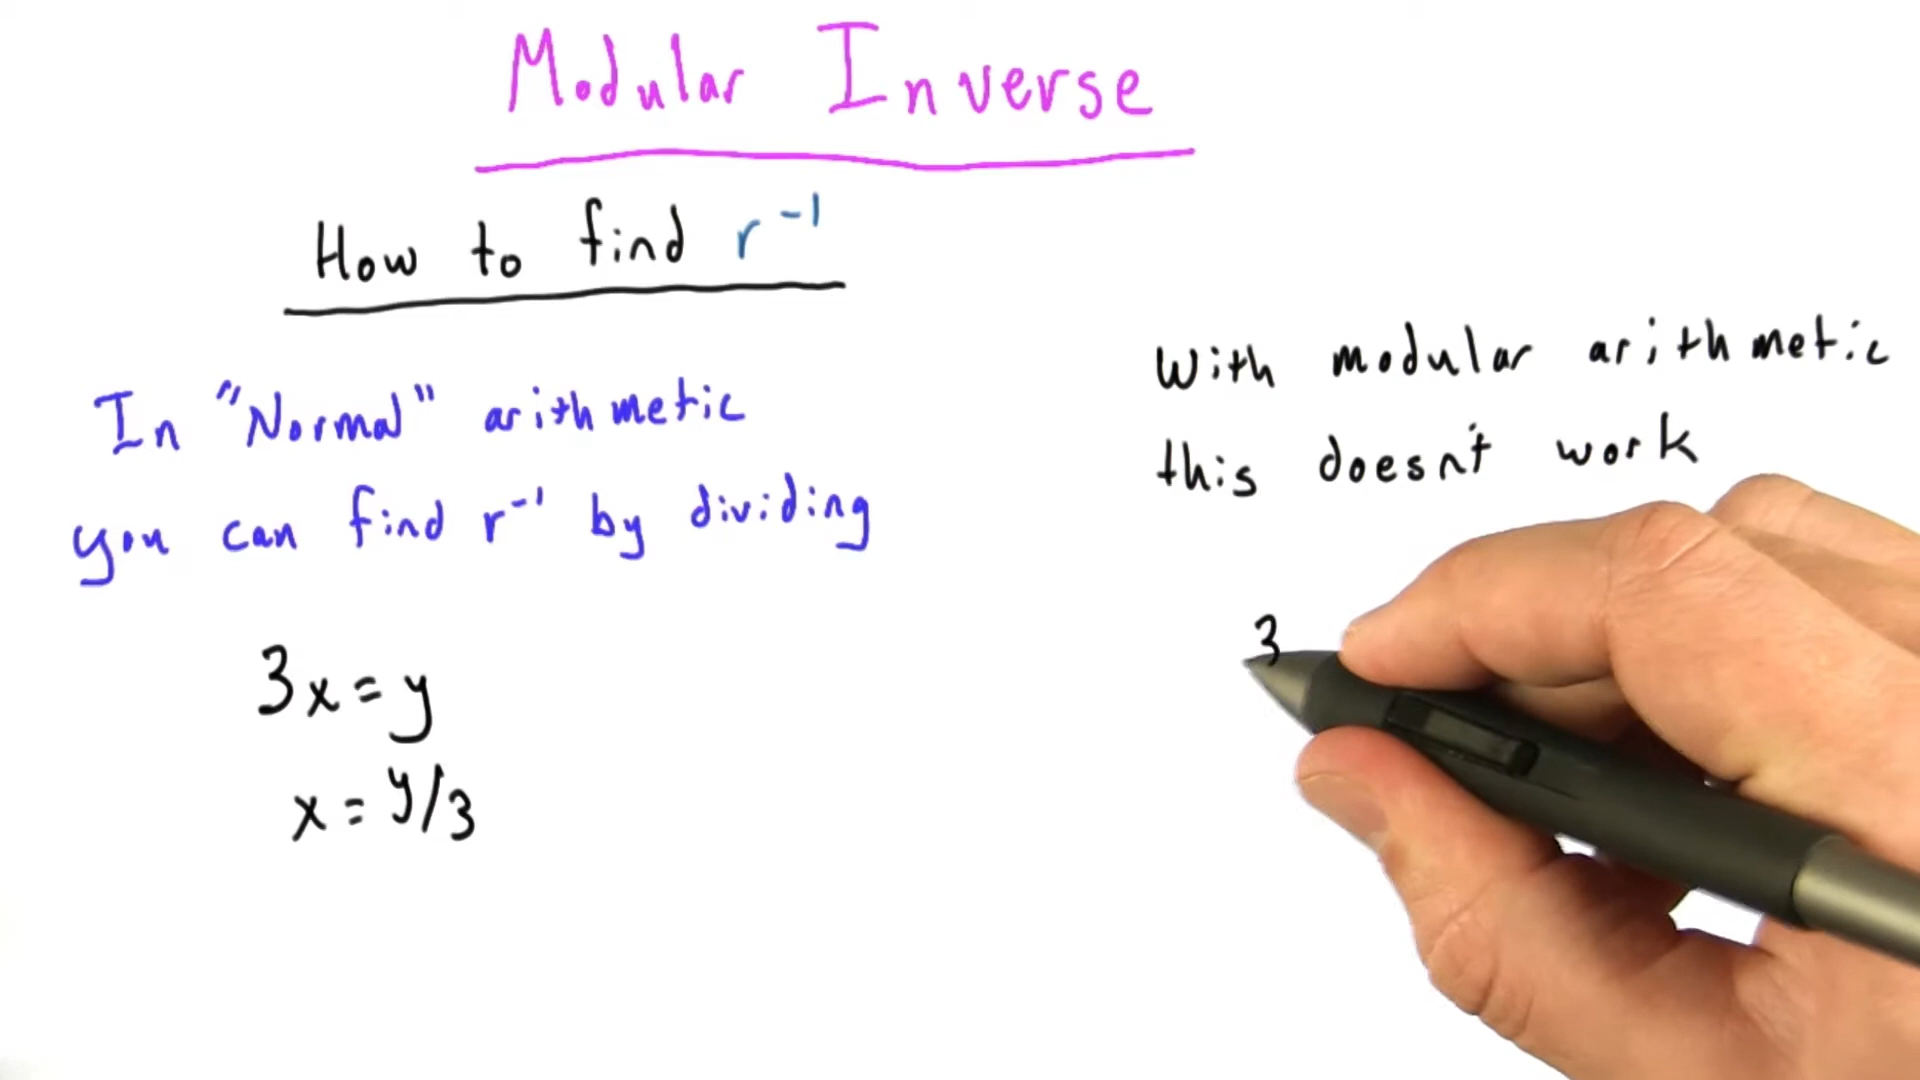 Modular Inverse
How to find r⁻¹
In "Normal" arithmetic
you can find r⁻¹ by dividing
3x = y
x = y/3
With modular arithmetic
this doesn't work
3